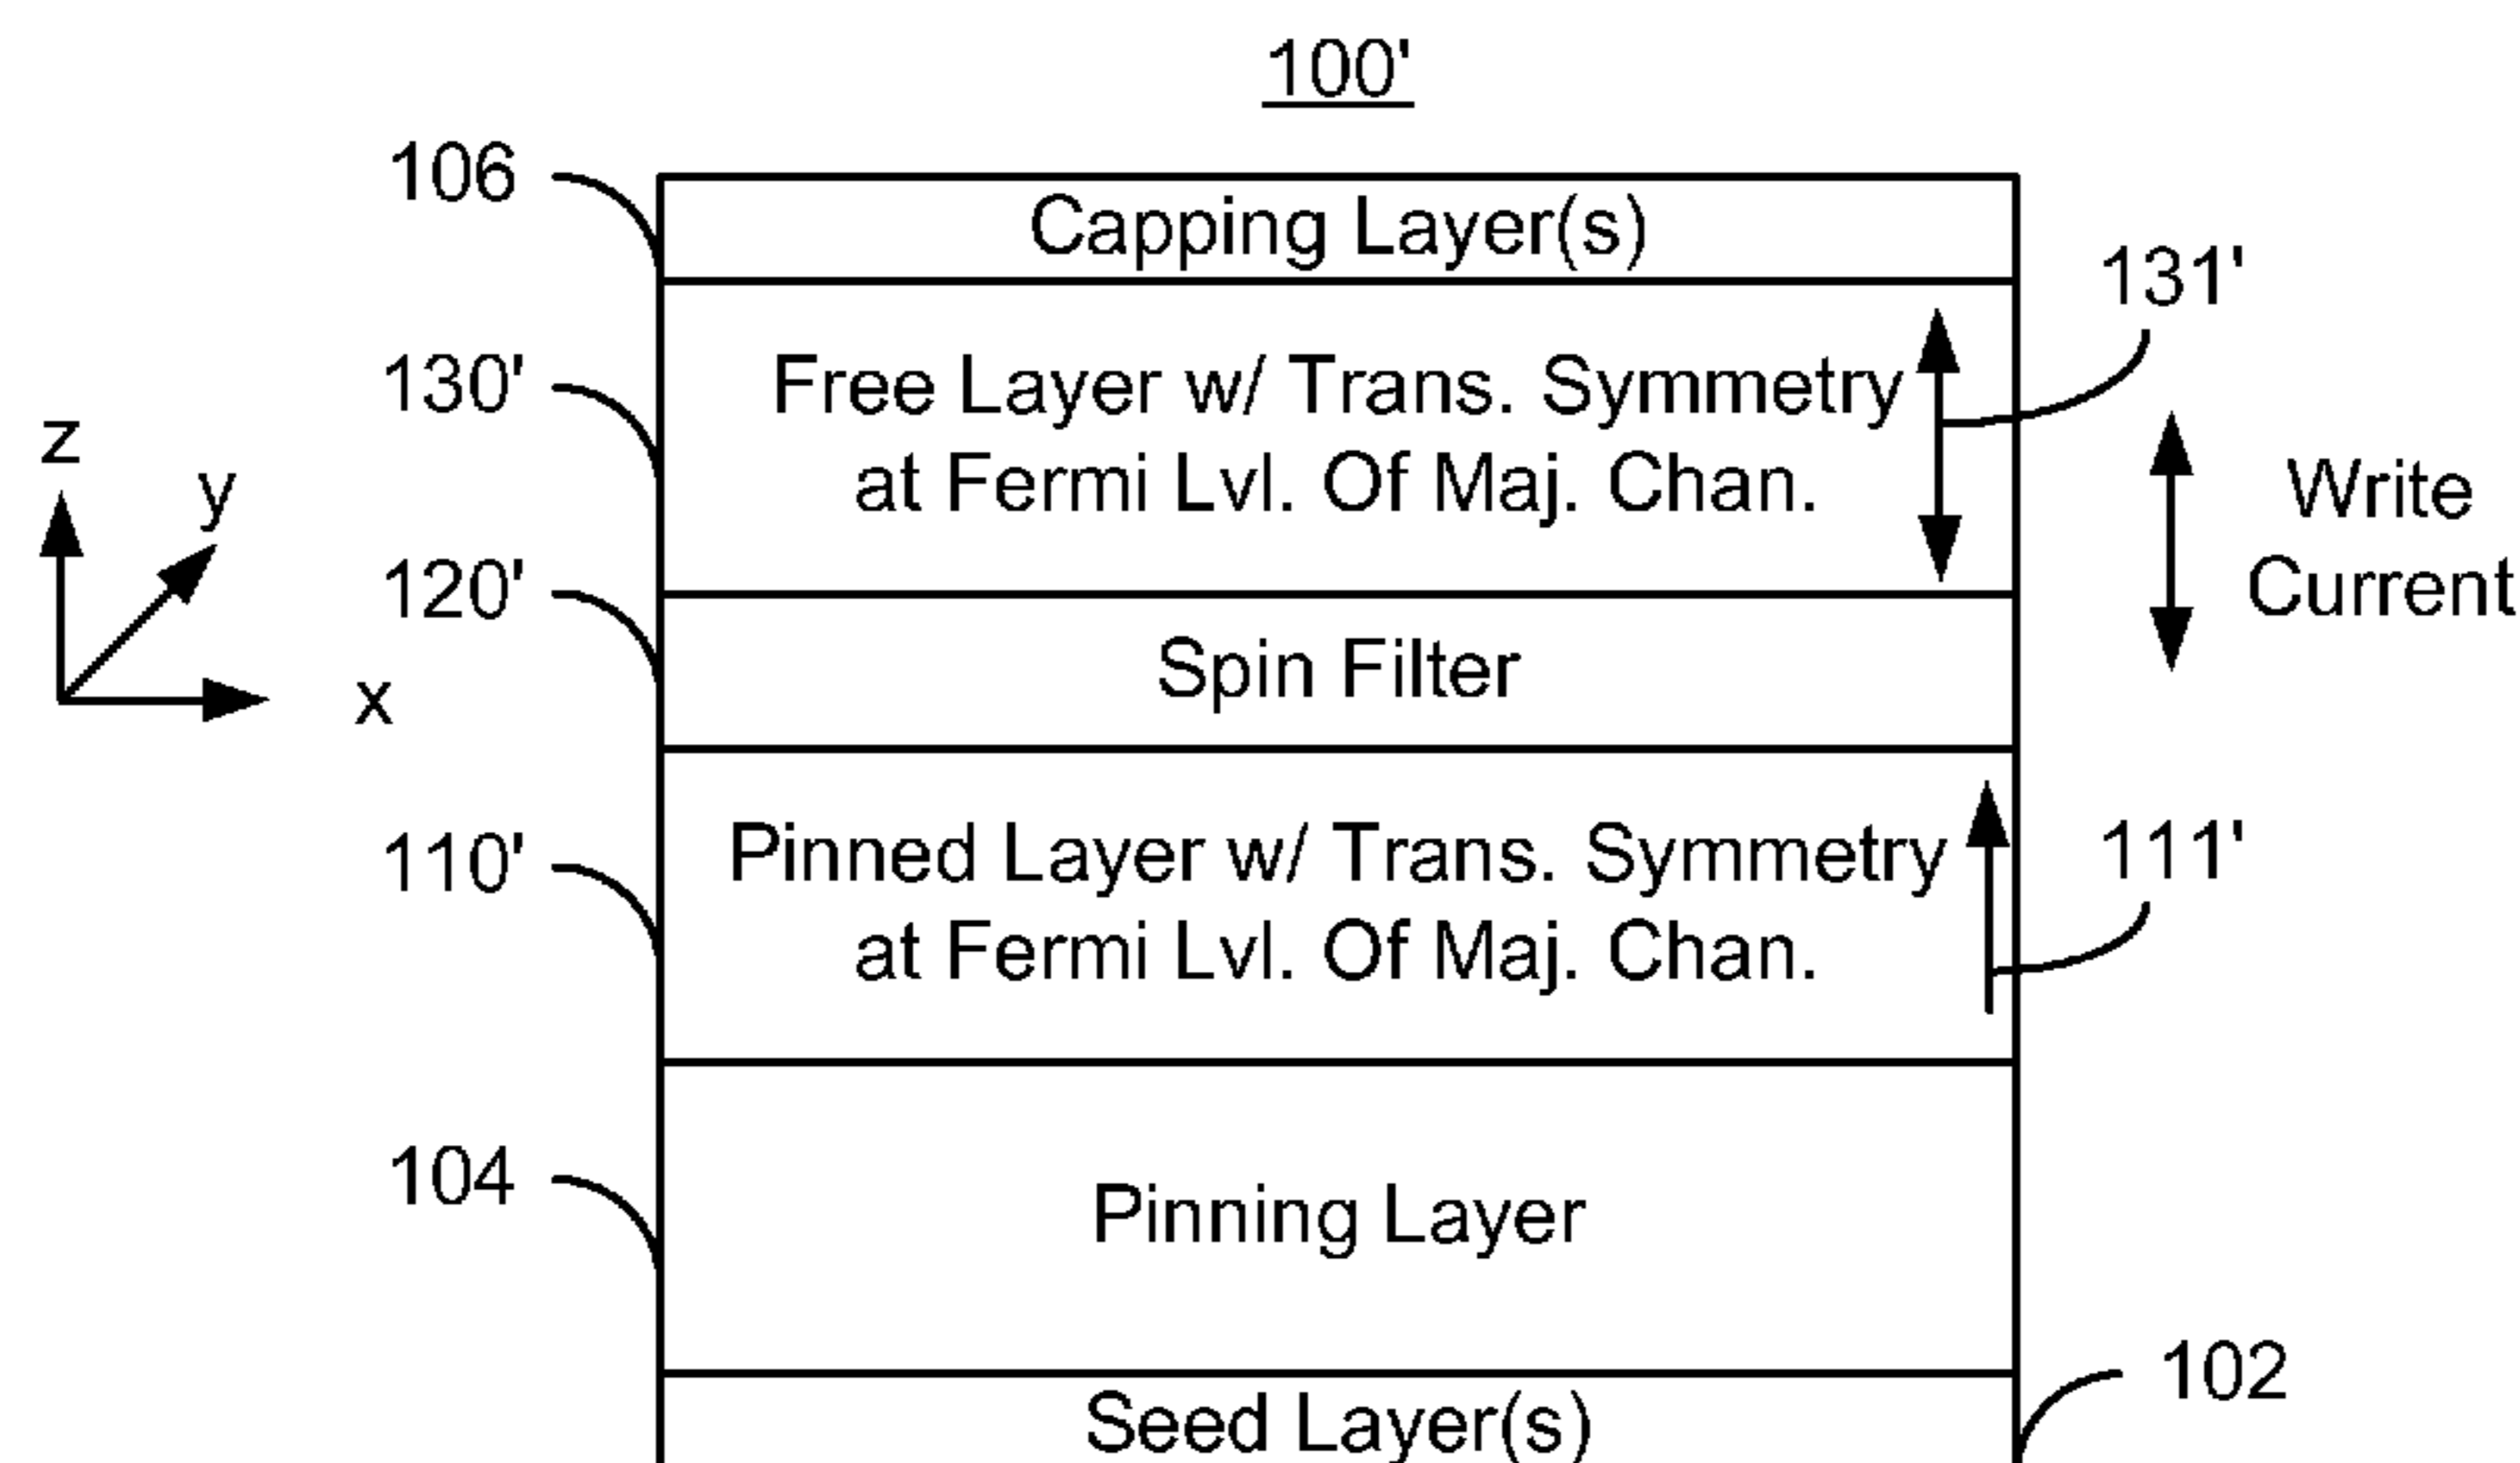 100'
106
Capping Layer(s)
131'
130'
Free Layer w/ Trans. Symmetry
at Fermi Lvl. Of Maj. Chan.
z
y
x
Write
Current
120'
Spin Filter
110'
Pinned Layer w/ Trans. Symmetry
at Fermi Lvl. Of Maj. Chan.
111'
104
Pinning Layer
102
Seed Layer(s)